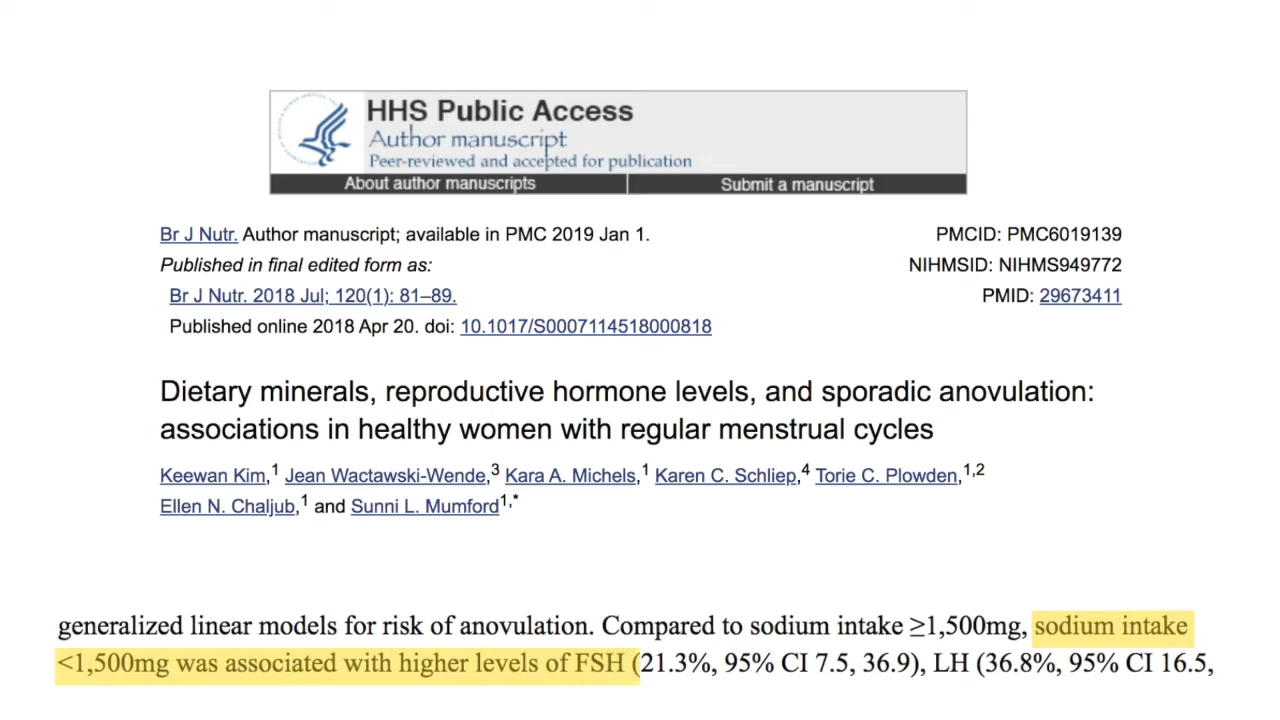 HHS Public Access
Author manuscript
Peer-reviewed and accepted for publication
About author manuscripts Submit a manuscript
Br J Nutr. Author manuscript; available in PMC 2019 Jan 1. PMCID: PMC6019139
Published in final edited form as: NIHMSID: NIHMS949772
Br J Nutr. 2018 Jul; 120(1): 81–89. PMID: 29673411
Published online 2018 Apr 20. doi: 10.1017/S0007114518000818
Dietary minerals, reproductive hormone levels, and sporadic anovulation:
associations in healthy women with regular menstrual cycles
Keewan Kim,1 Jean Wactawski-Wende,3 Kara A. Michels,1 Karen C. Schliep,4 Torie C. Plowden,1,2
Ellen N. Chaljub,1 and Sunni L. Mumford1,*
generalized linear models for risk of anovulation. Compared to sodium intake ≥1,500mg, sodium intake
<1,500mg was associated with higher levels of FSH (21.3%, 95% CI 7.5, 36.9), LH (36.8%, 95% CI 16.5,